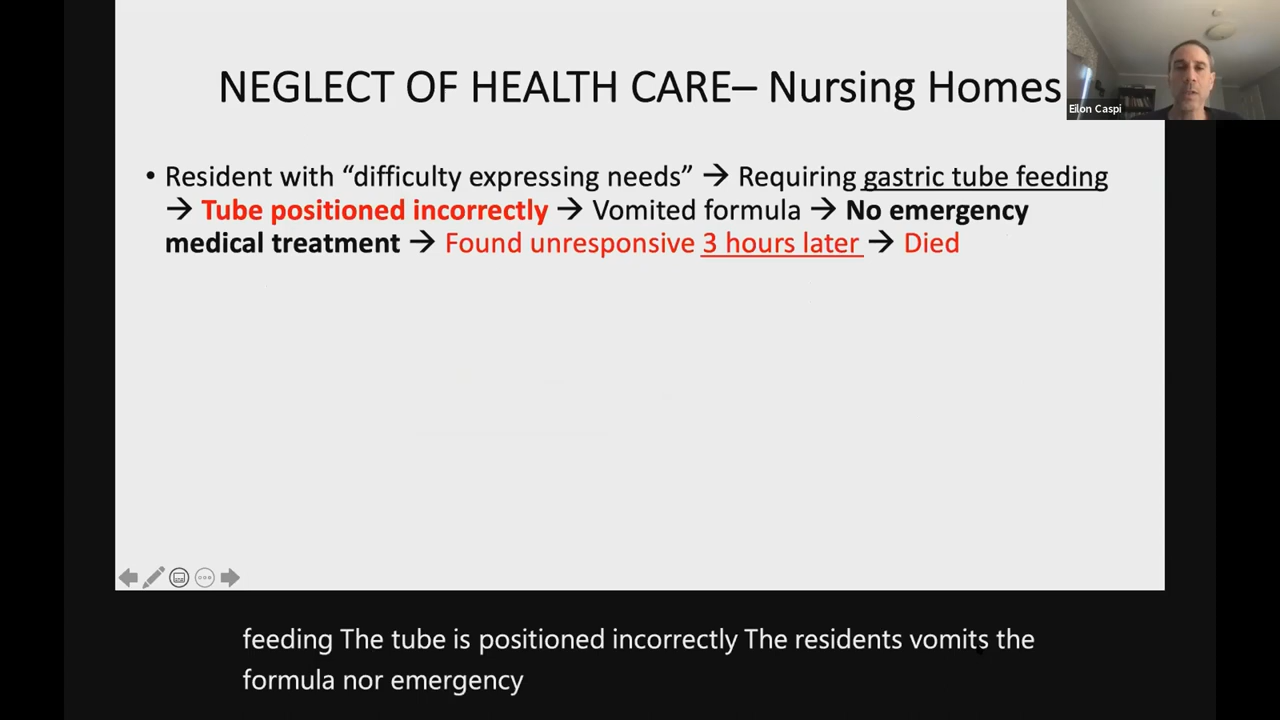 NEGLECT OF HEALTH CARE– Nursing Homes
Eilon Caspi
• Resident with “difficulty expressing needs” → Requiring gastric tube feeding
→ Tube positioned incorrectly → Vomited formula → No emergency
medical treatment → Found unresponsive 3 hours later → Died
feeding The tube is positioned incorrectly The residents vomits the
formula nor emergency